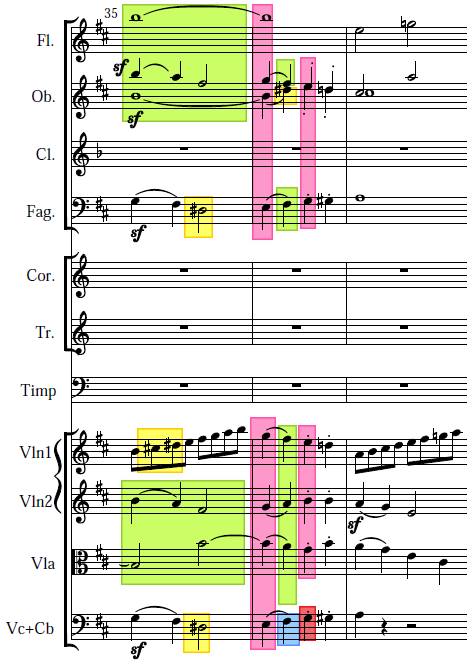 35
Fl.
sf
Ob.
sf
Cl.
Fag.
sf
Cor.
Tr.
Timp
Vln1
Vln2
sf
Vla
Vc+Cb
sf